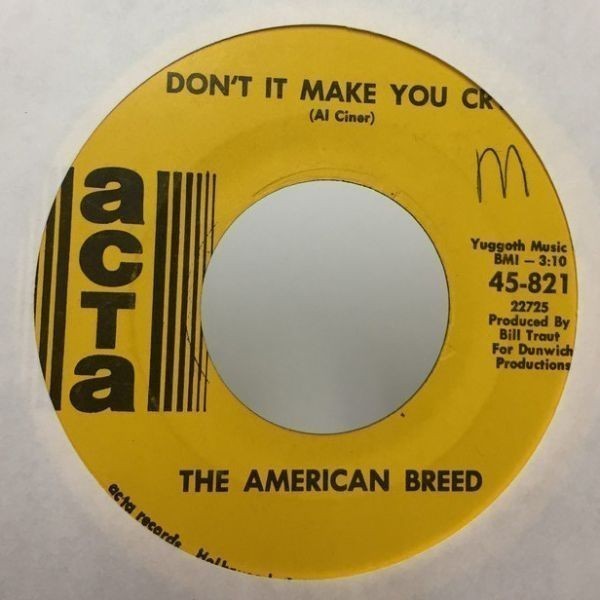 DON'T IT MAKE YOU CR
(Al Ciner)
m
acta
Yuggoth Music
BMI – 3:10
45-821
22725
Produced By
Bill Traut
For Dunwich
Productions
THE AMERICAN BREED
acta records